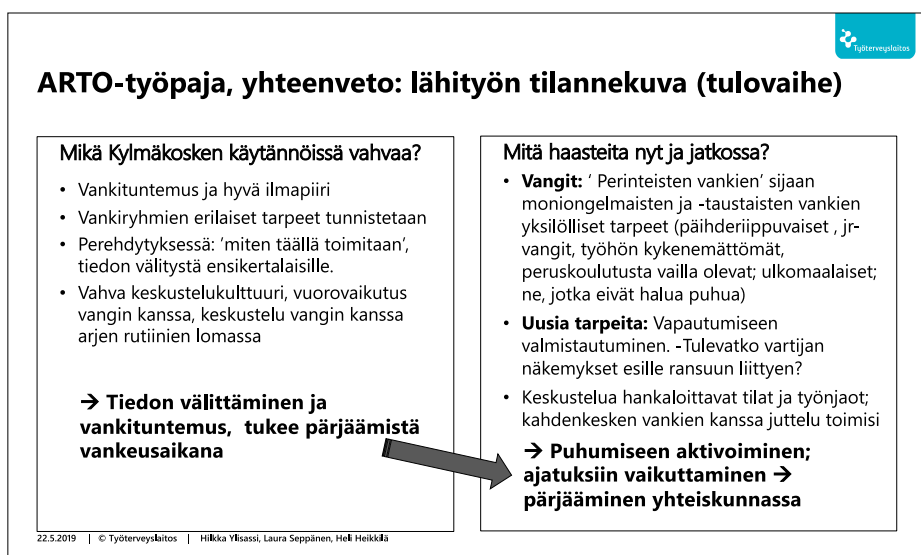 Työterveyslaitos
ARTO-työpaja, yhteenveto: lähityön tilannekuva (tulovaihe)
Mikä Kylmäkosken käytännöissä vahvaa?
• Vankituntemus ja hyvä ilmapiiri
• Vankiryhmien erilaiset tarpeet tunnistetaan
• Perehdytyksessä: 'miten täällä toimitaan',
tiedon välitystä ensikertalaisille.
• Vahva keskustelukulttuuri, vuorovaikutus
vangin kanssa, keskustelu vangin kanssa
arjen rutiinien lomassa
→ Tiedon välittäminen ja
vankituntemus, tukee pärjäämistä
vankeusaikana
Mitä haasteita nyt ja jatkossa?
• Vangit: ' Perinteisten vankien' sijaan
moniongelmaisten ja -taustaisten vankien
yksilölliset tarpeet (päihderiippuvaiset , jr-
vangit, työhön kykenemättömät,
peruskoulutusta vailla olevat; ulkomaalaiset;
ne, jotka eivät halua puhua)
• Uusia tarpeita: Vapautumiseen
valmistautuminen. -Tulevatko vartijan
näkemykset esille ransuun liittyen?
• Keskustelua hankaloittavat tilat ja työnjaot;
kahdenkesken vankien kanssa juttelu toimisi
→ Puhumiseen aktivoiminen;
ajatuksiin vaikuttaminen →
pärjääminen yhteiskunnassa
22.5.2019 | © Työterveyslaitos | Hilkka Ylisassi, Laura Seppänen, Heli Heikkilä